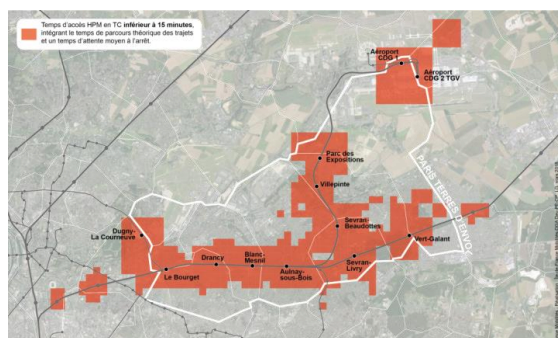 Temps d'accès HPM en TC inférieur à 15 minutes,
intégrant le temps de parcours théorique des trajets
et un temps d'attente moyen à l'arrêt.
Aéroport
CDG 1
Aéroport
CDG 2 TGV
Parc des
Expositions
Villepinte
PARIS TERRES D'ENVOL
Sevran-
Beaudottes
Vert-Galant
Dugny-
La Courneuve
Drancy
Blanc-
Mesnil
Le Bourget
Aulnay-
sous-Bois
Sevran-
Livry